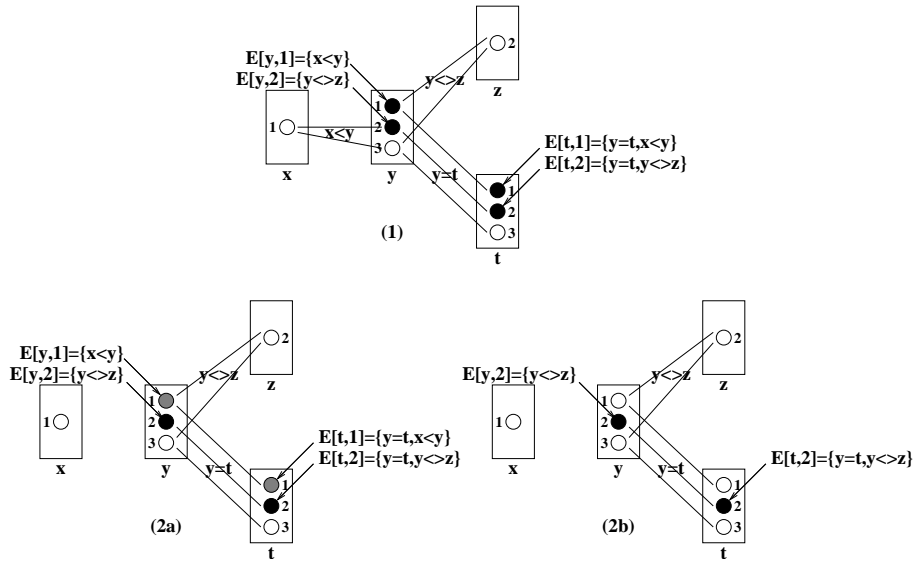 2
z
E[y,1]={x<y}
E[y,2]={y<>z}
y<>z
1
1
2
3
x<y
x
y
y=t
E[t,1]={y=t,x<y}
E[t,2]={y=t,y<>z}
1
2
3
t
(1)
2
z
E[y,1]={x<y}
E[y,2]={y<>z}
y<>z
1
1
2
3
x
y
y=t
E[t,1]={y=t,x<y}
E[t,2]={y=t,y<>z}
1
2
3
t
(2a)
2
z
E[y,2]={y<>z}
y<>z
1
1
2
3
x
y
y=t
E[t,2]={y=t,y<>z}
1
2
3
t
(2b)